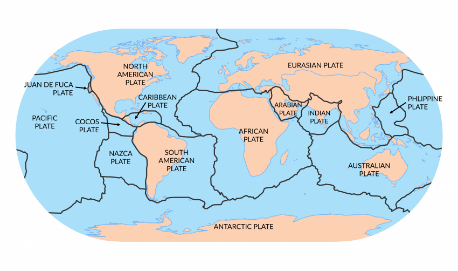 NORTH
AMERICAN
PLATE
EURASIAN PLATE
JUAN DE FUCA
PLATE
CARIBBEAN
PLATE
ARABIAN
PLATE
INDIAN
PLATE
PHILIPPINE
PLATE
PACIFIC
PLATE
COCOS
PLATE
AFRICAN
PLATE
NAZCA
PLATE
SOUTH
AMERICAN
PLATE
AUSTRALIAN
PLATE
ANTARCTIC PLATE